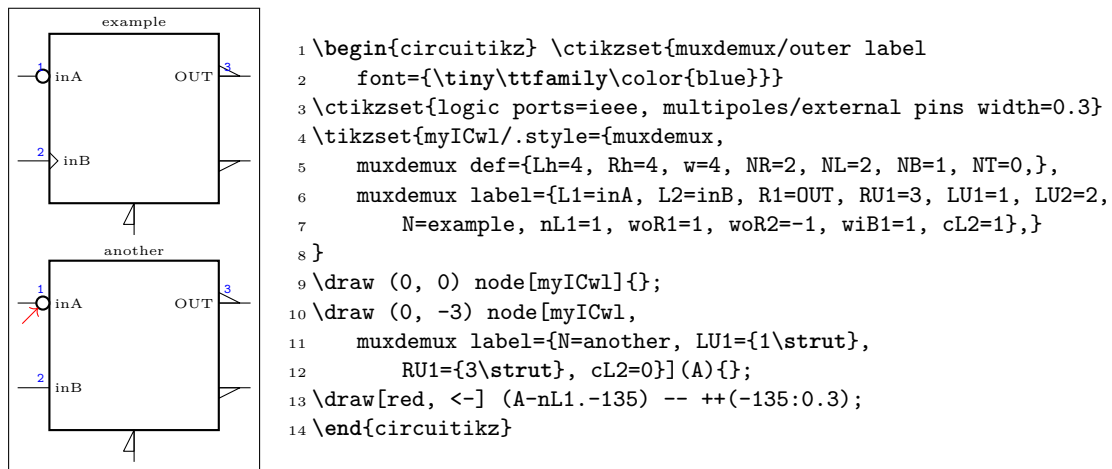 example
1 inA OUT 3
2 inB
another
1 inA OUT 3
2 inB
1 \begin{circuitikz} \ctikzset{muxdemux/outer label
2 font={\tiny\ttfamily\color{blue}}}
3 \ctikzset{logic ports=ieee, multipoles/external pins width=0.3}
4 \tikzset{myICwl/.style={muxdemux,
5 muxdemux def={Lh=4, Rh=4, w=4, NR=2, NL=2, NB=1, NT=0,},
6 muxdemux label={L1=inA, L2=inB, R1=OUT, RU1=3, LU1=1, LU2=2,
7 N=example, nL1=1, woR1=1, woR2=-1, wiB1=1, cL2=1},}
8 }
9 \draw (0, 0) node[myICwl]{};
10 \draw (0, -3) node[myICwl,
11 muxdemux label={N=another, LU1={1\strut},
12 RU1={3\strut}, cL2=0}](A){};
13 \draw[red, <-] (A-nL1.-135) -- ++(-135:0.3);
14 \end{circuitikz}